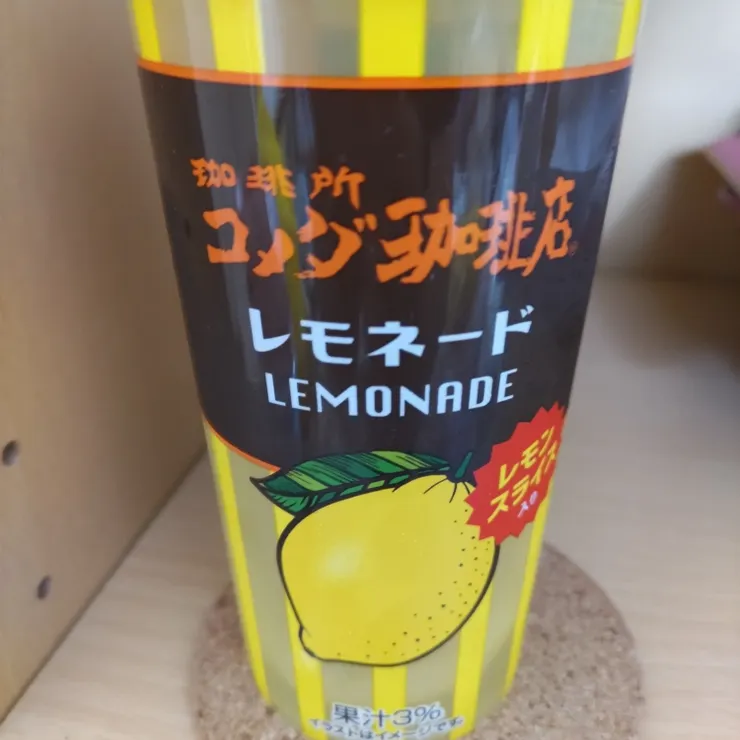 珈琲所
コメダ珈琲店®
レモネード
LEMONADE
レモン
スライス
入り
果汁3%
イラストはイメージです